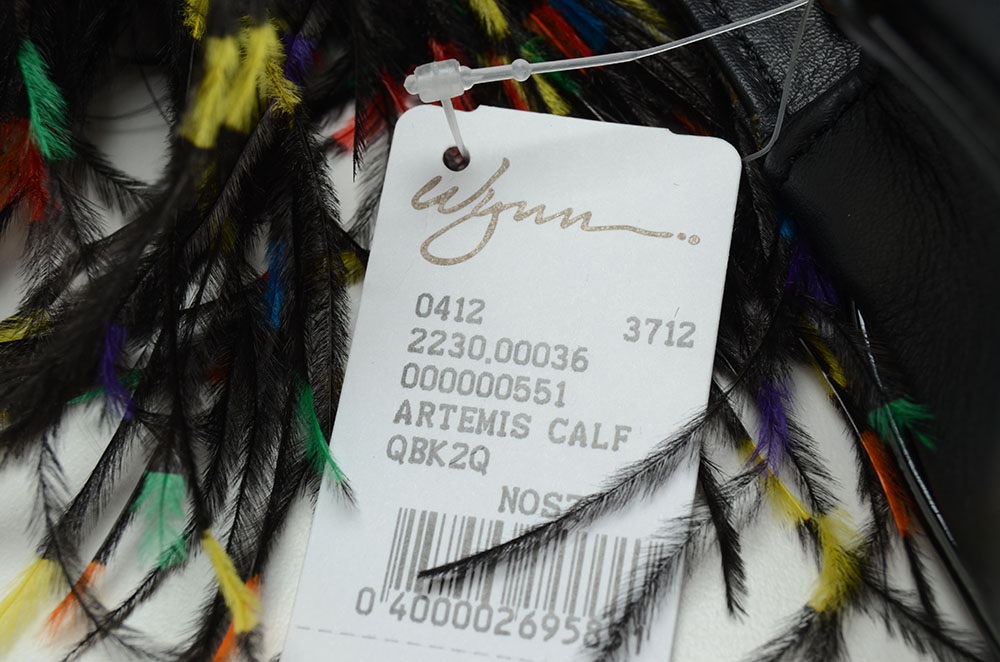 Wynn..®
0412 3712
2230.00036
000000551
ARTEMIS CALF
QBK2Q